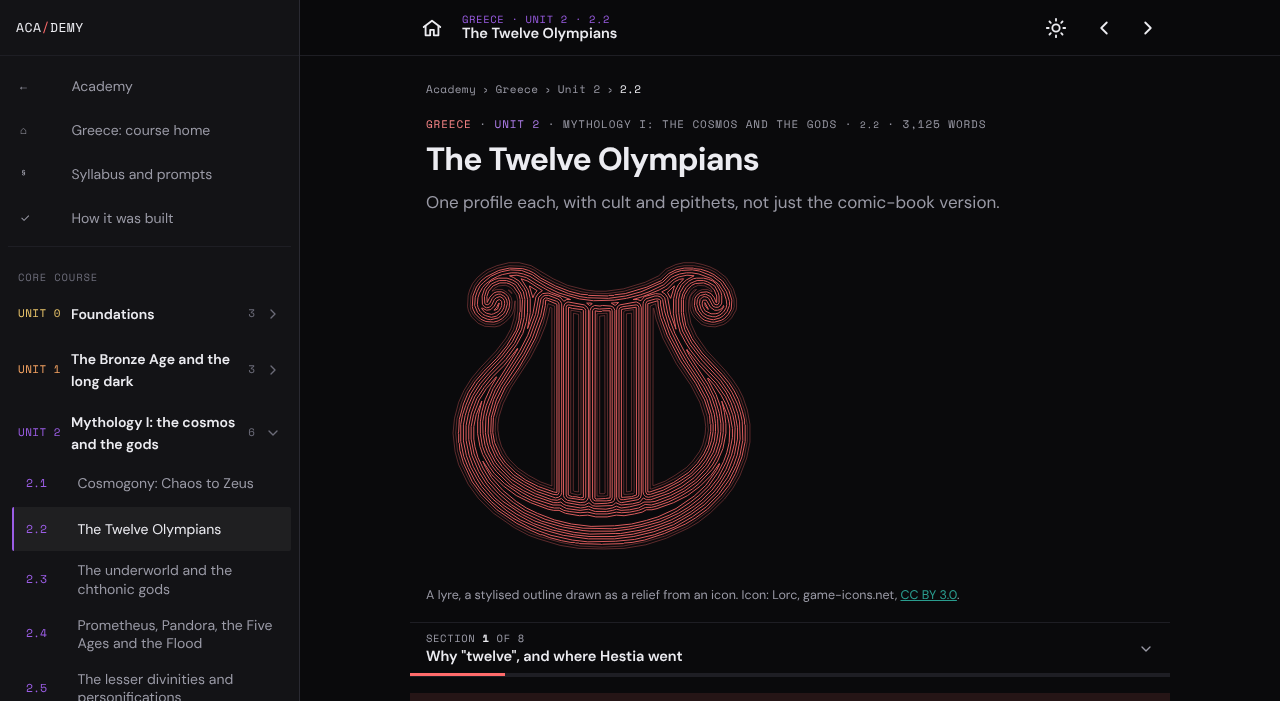 ACA/DEMY
← Academy
⌂ Greece: course home
§ Syllabus and prompts
✓ How it was built
CORE COURSE
UNIT 0 Foundations 3
UNIT 1 The Bronze Age and the
long dark 3
UNIT 2 Mythology I: the cosmos
and the gods 6
2.1 Cosmogony: Chaos to Zeus
2.2 The Twelve Olympians
2.3 The underworld and the
chthonic gods
2.4 Prometheus, Pandora, the Five
Ages and the Flood
2.5 The lesser divinities and
personifications
GREECE · UNIT 2 · 2.2
The Twelve Olympians
Academy › Greece › Unit 2 › 2.2
GREECE · UNIT 2 · MYTHOLOGY I: THE COSMOS AND THE GODS · 2.2 · 3,125 WORDS
The Twelve Olympians
One profile each, with cult and epithets, not just the comic-book version.
A lyre, a stylised outline drawn as a relief from an icon. Icon: Lorc, game-icons.net, CC BY 3.0.
SECTION 1 OF 8
Why "twelve", and where Hestia went